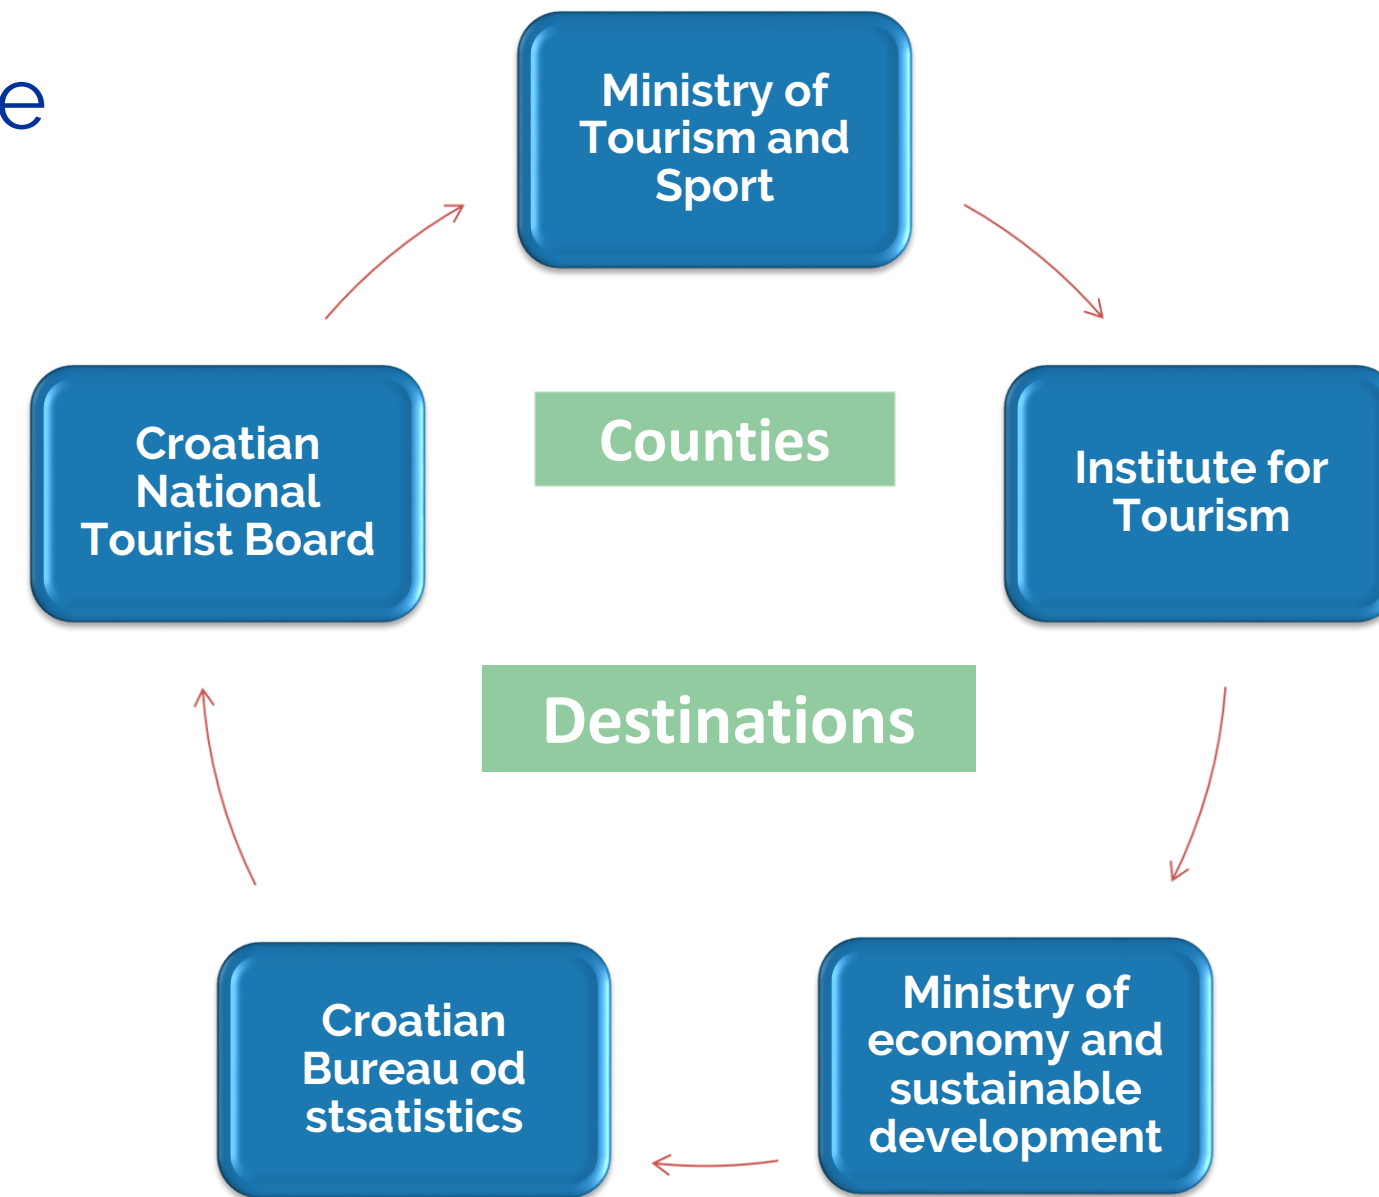 e
Ministry of
Tourism and
Sport
Croatian
National
Tourist Board
Counties
Institute for
Tourism
Destinations
Croatian
Bureau od
stsatistics
Ministry of
economy and
sustainable
development